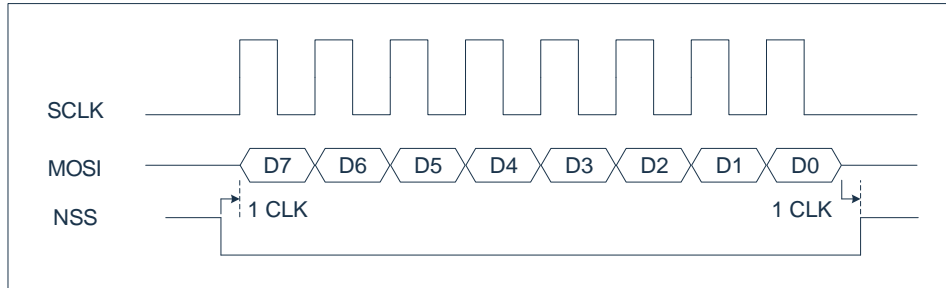 SCLK
MOSI D7 D6 D5 D4 D3 D2 D1 D0
1 CLK 1 CLK
NSS